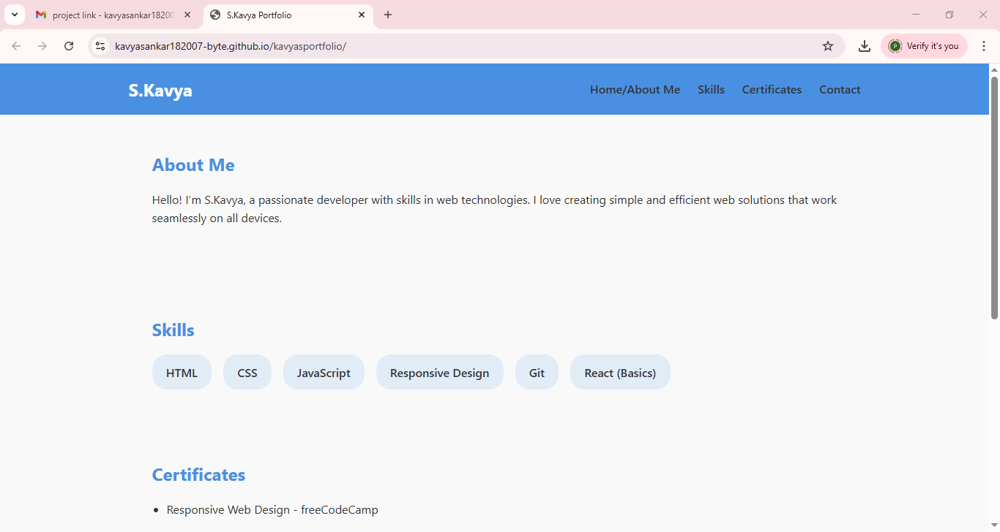 project link - kavyasankar18200
S.Kavya Portfolio
kavyasankar182007-byte.github.io/kavyasportfolio/
P
Verify it's you
S.Kavya
Home/About Me
Skills
Certificates
Contact
About Me
Hello! I’m S.Kavya, a passionate developer with skills in web technologies. I love creating simple and efficient web solutions that work
seamlessly on all devices.
Skills
HTML
CSS
JavaScript
Responsive Design
Git
React (Basics)
Certificates
• Responsive Web Design - freeCodeCamp